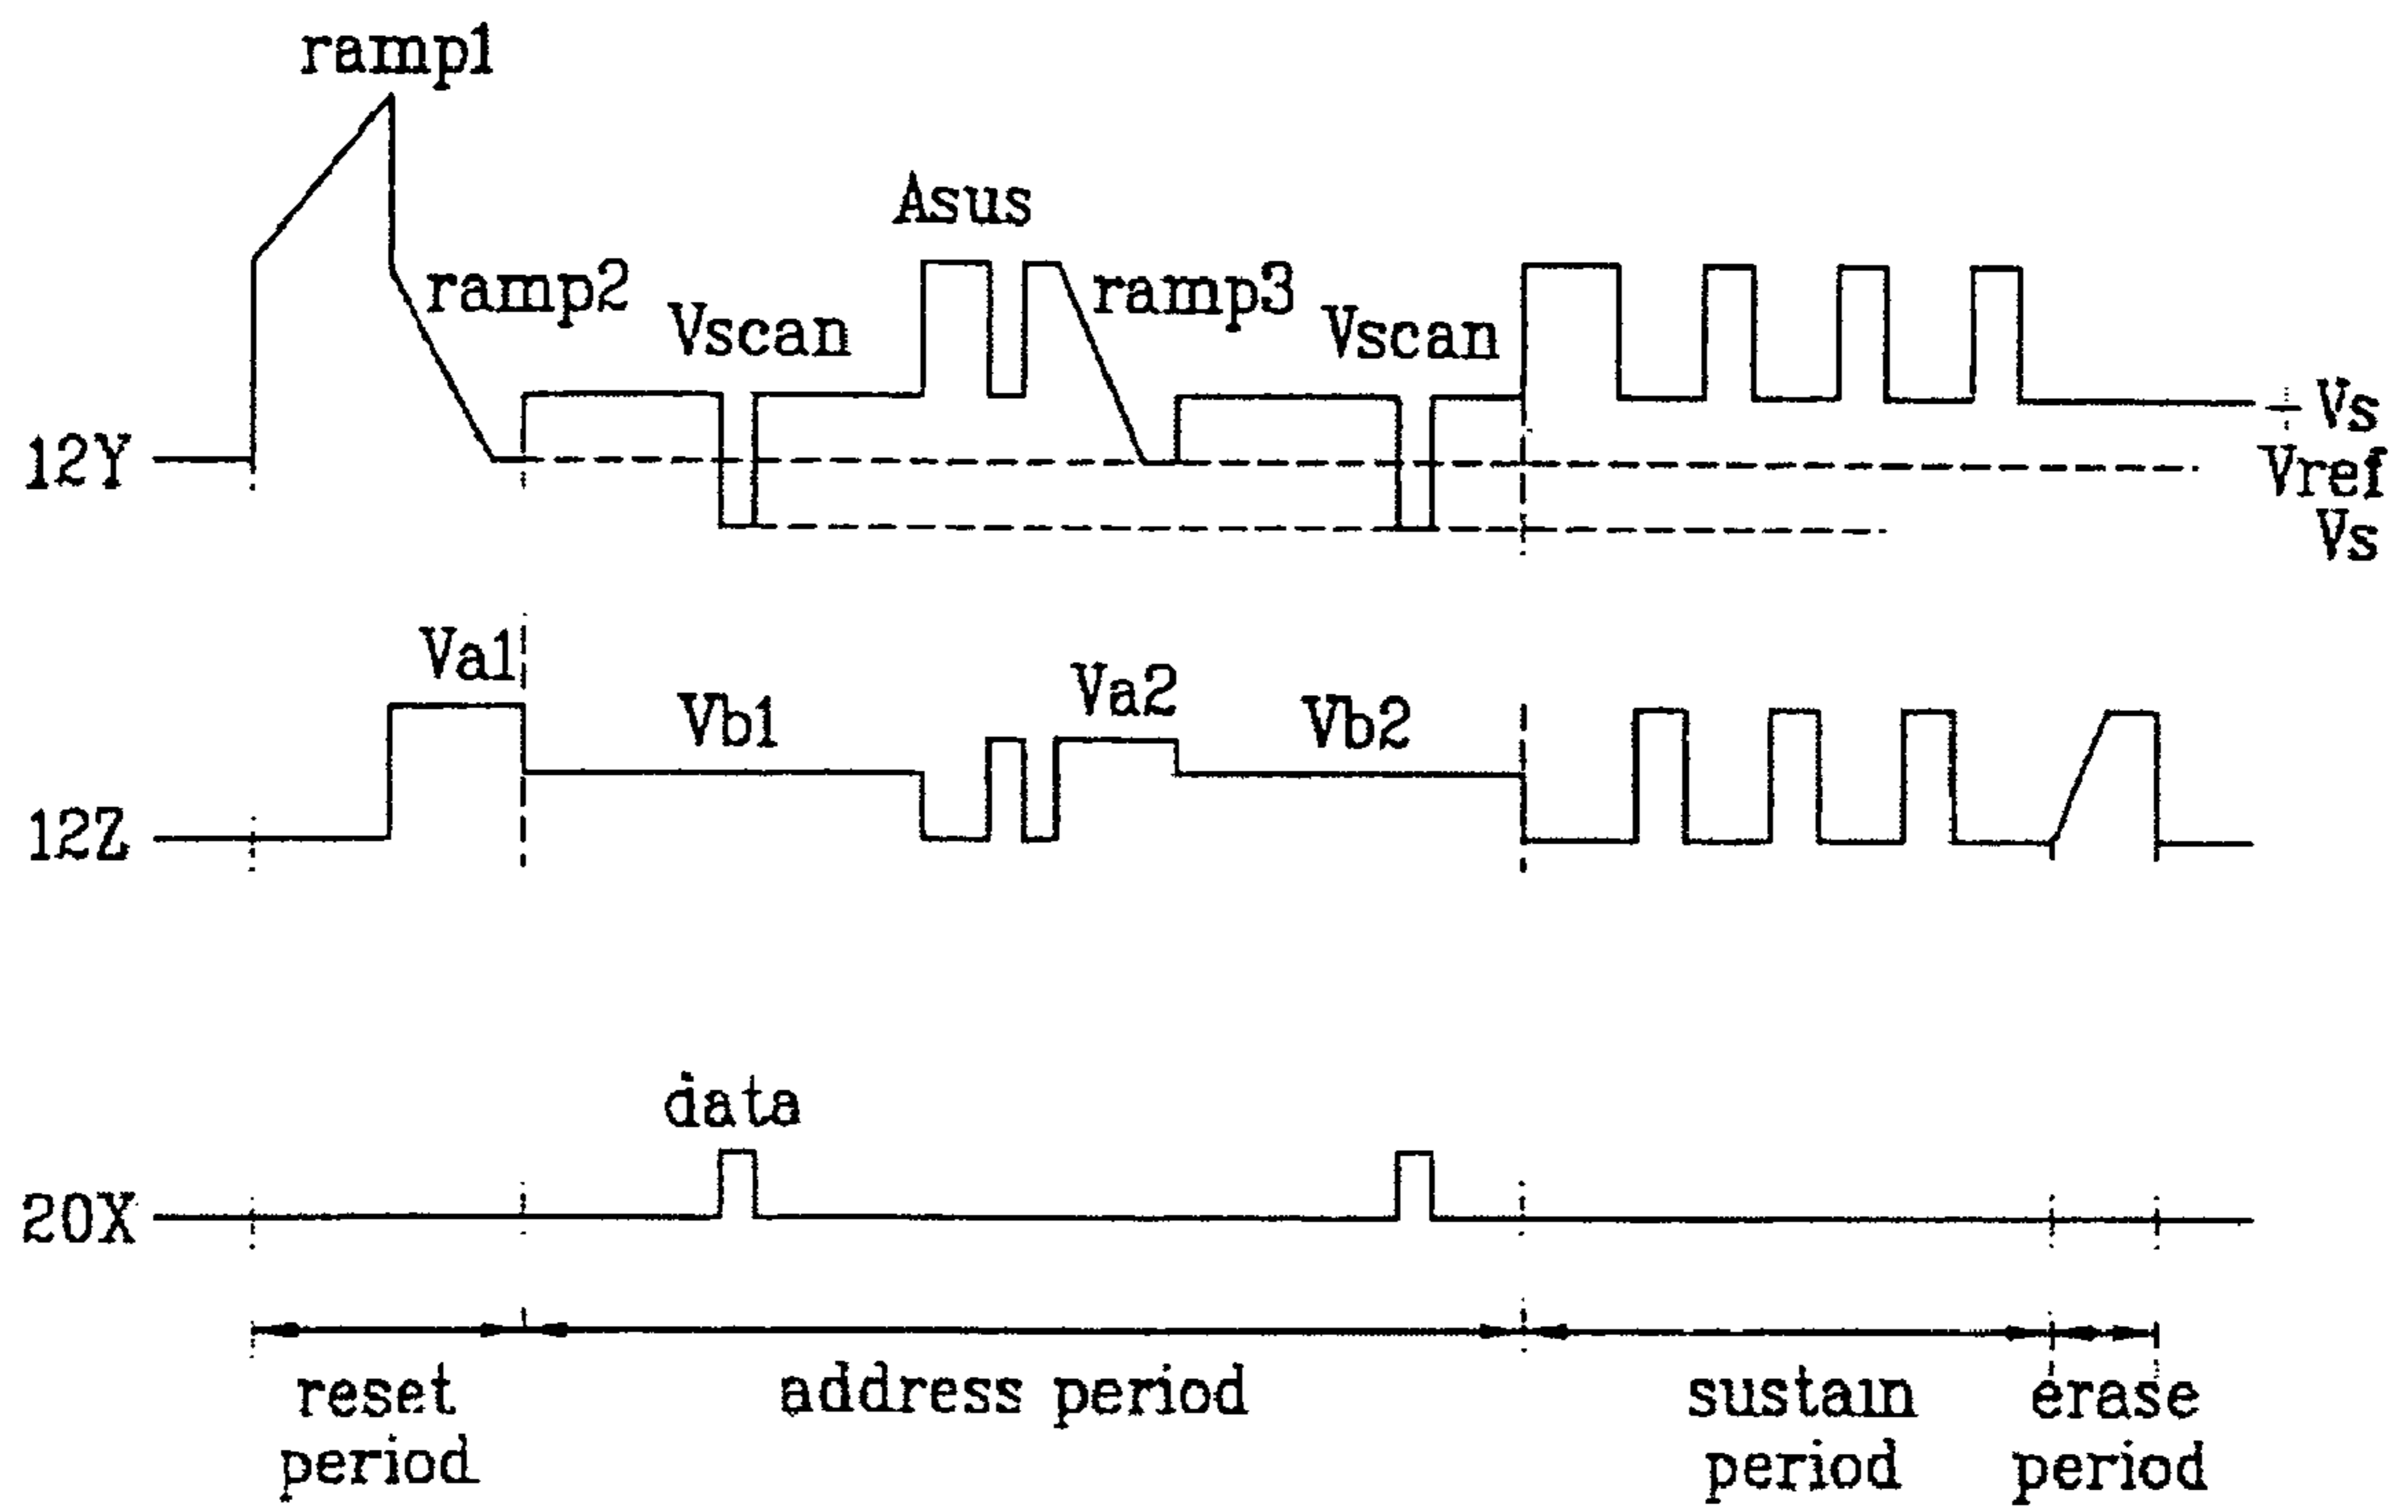 ramp1
Asus
ramp2
ramp3
Vscan
Vscan
12Y
Vs
Vref
Vs
Va1
Va2
Vb1
Vb2
12Z
data
20X
reset period
address period
sustain period
erase period